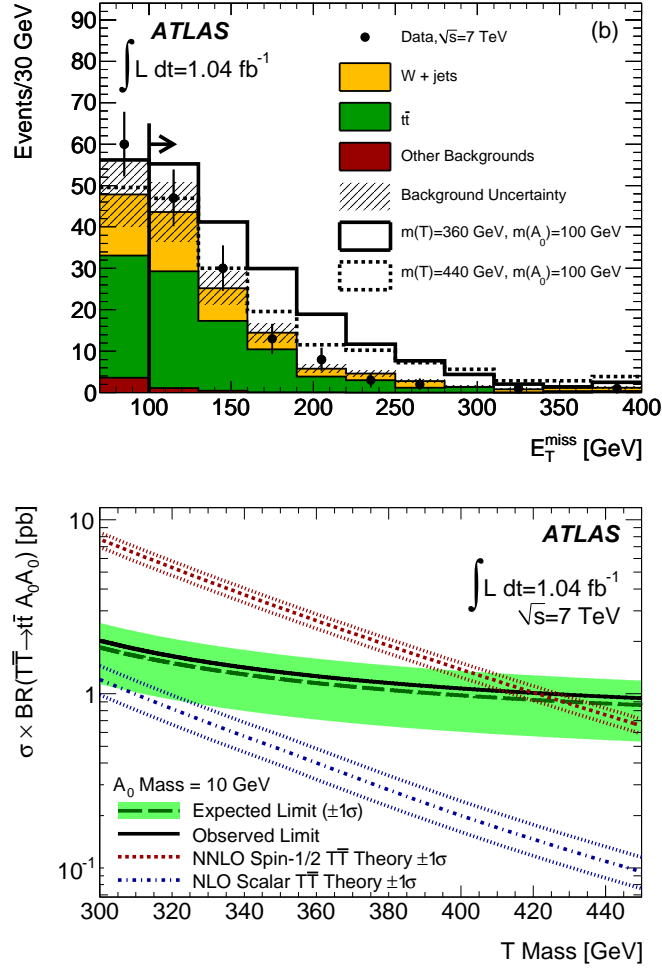 ATLAS
(b)
∫ L dt=1.04 fb⁻¹
Data,√s=7 TeV
W + jets
tt̄
Other Backgrounds
Background Uncertainty
m(T)=360 GeV, m(A₀)=100 GeV
m(T)=440 GeV, m(A₀)=100 GeV
Events/30 GeV
90
80
70
60
50
40
30
20
10
0
100 150 200 250 300 350 400
E_T^miss [GeV]
ATLAS
∫ L dt=1.04 fb⁻¹
√s=7 TeV
σ × BR(TT̄→tt̄ A₀A₀) [pb]
10
1
10⁻¹
A₀ Mass = 10 GeV
Expected Limit (±1σ)
Observed Limit
NNLO Spin-1/2 TT̄ Theory ±1σ
NLO Scalar TT̄ Theory ±1σ
300 320 340 360 380 400 420 440
T Mass [GeV]